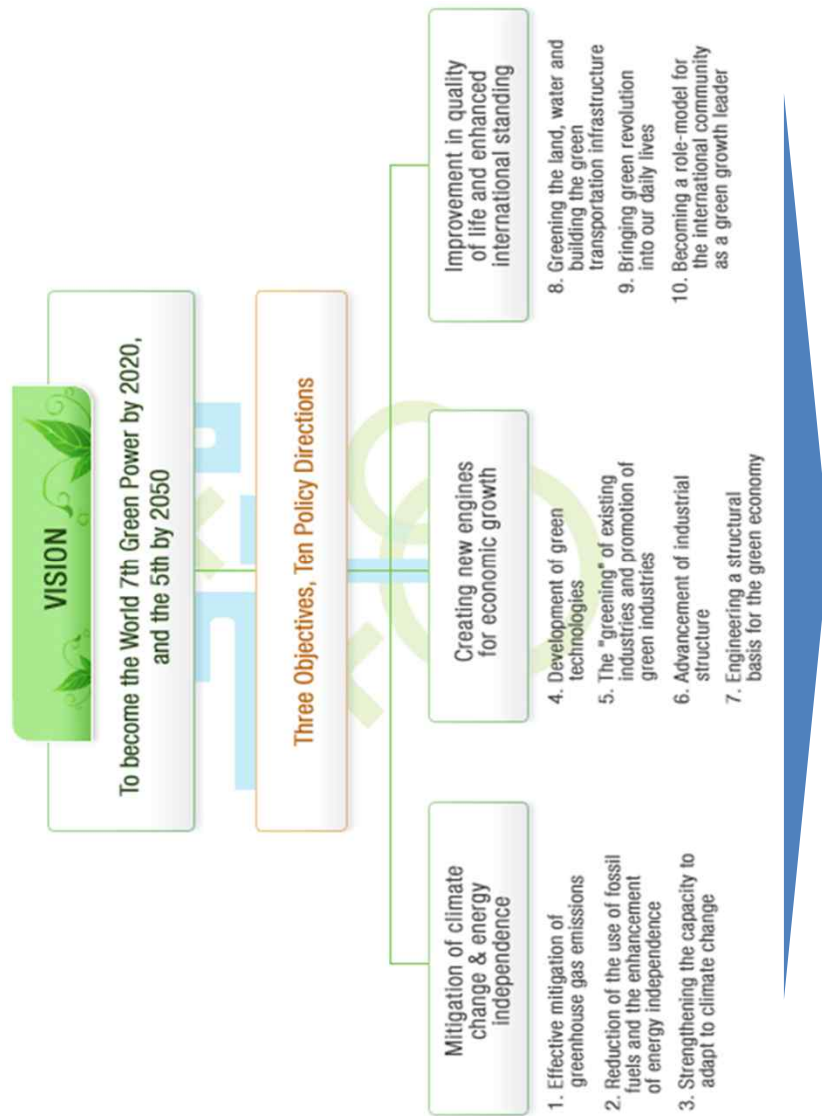 VISION
To become the World 7th Green Power by 2020,
and the 5th by 2050
Three Objectives, Ten Policy Directions
Mitigation of climate
change & energy
independence
1. Effective mitigation of
greenhouse gas emissions
2. Reduction of the use of fossil
fuels and the enhancement
of energy independence
3. Strengthening the capacity to
adapt to climate change
Creating new engines
for economic growth
4. Development of green
technologies
5. The "greening" of existing
industries and promotion of
green industries
6. Advancement of industrial
structure
7. Engineering a structural
basis for the green economy
Improvement in quality
of life and enhanced
international standing
8. Greening the land, water and
building the green
transportation infrastructure
9. Bringing green revolution
into our daily lives
10. Becoming a role-model for
the international community
as a green growth leader